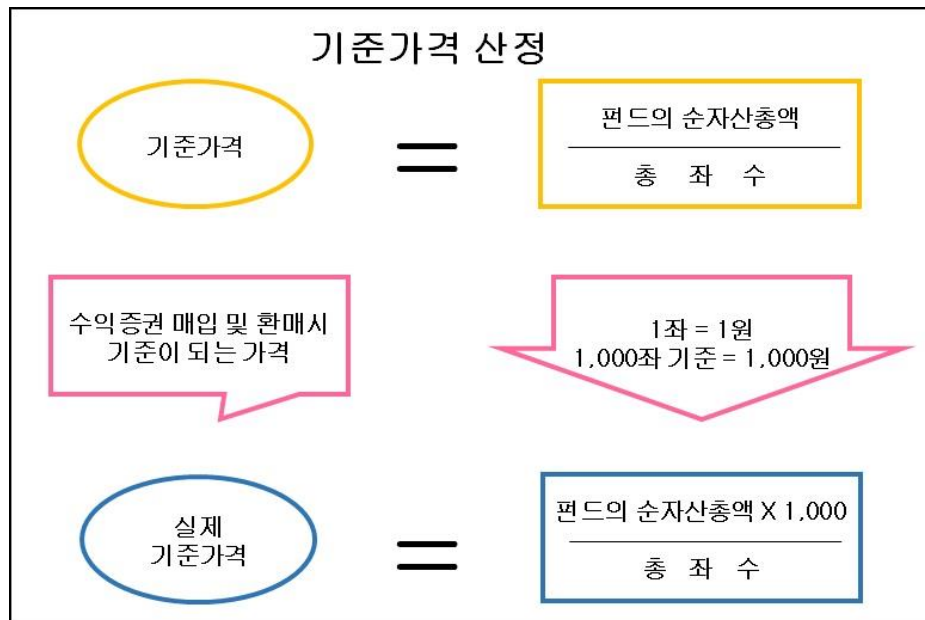 기준가격 산정
기준가격
=
펀드의 순자산총액
총 좌 수
수익증권 매입 및 환매시
기준이 되는 가격
1좌 = 1원
1,000좌 기준 = 1,000원
실제
기준가격
=
펀드의 순자산총액 X 1,000
총 좌 수